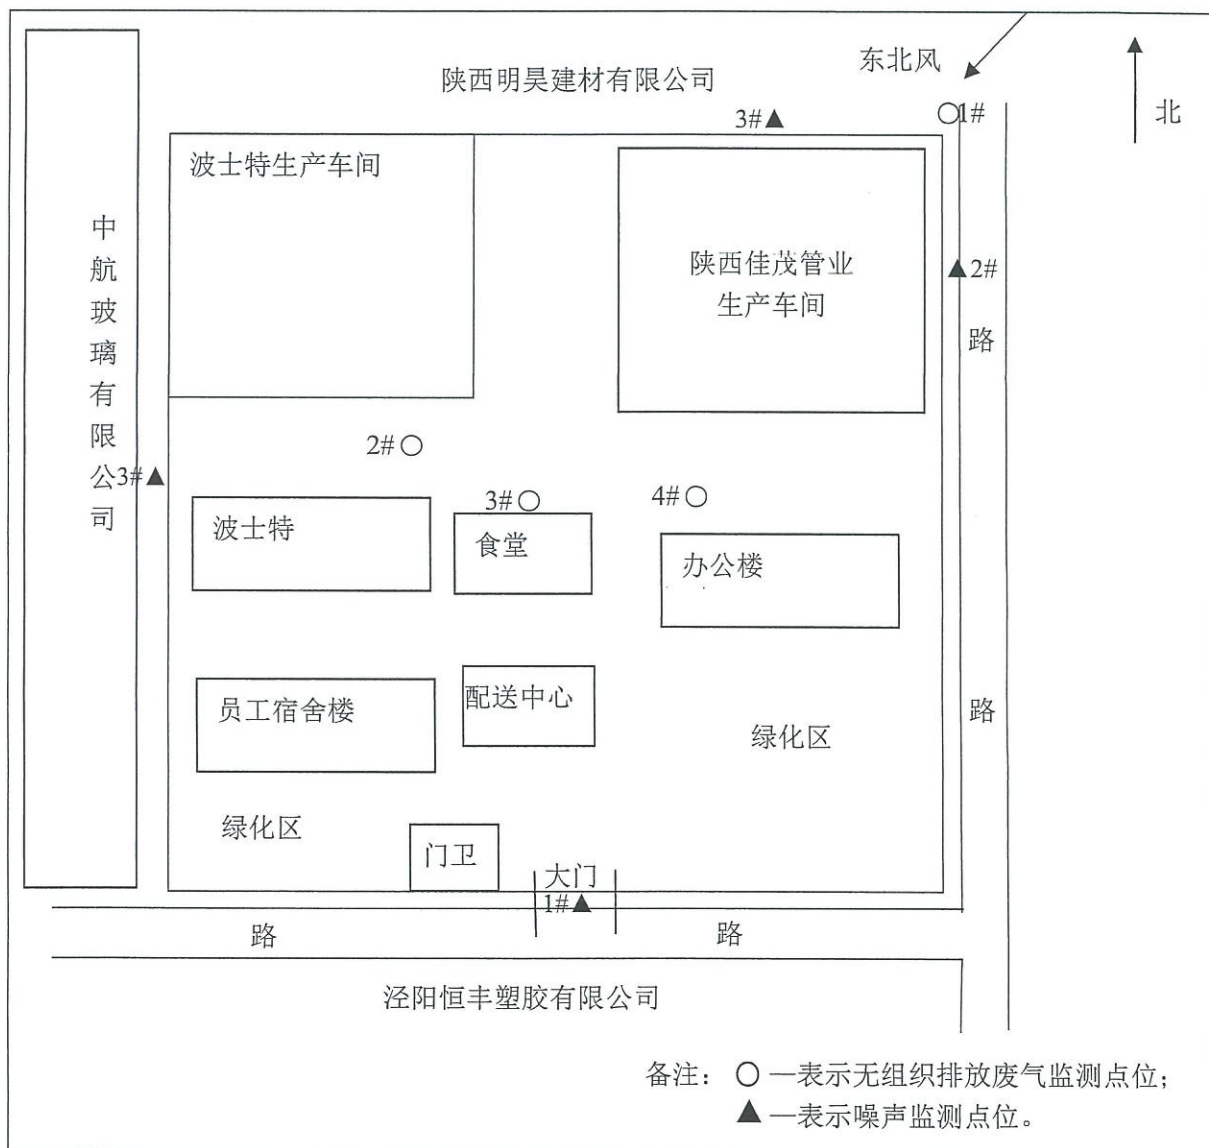 东北风
陕西明昊建材有限公司
北
3#▲
○1#
波士特生产车间
中航玻璃有限公司
陕西佳茂管业
生产车间
▲2#
路
2#○
3#▲
3#○
4#○
波士特
食堂
办公楼
员工宿舍楼
配送中心
路
绿化区
绿化区
门卫
大门
1#▲
路
路
泾阳恒丰塑胶有限公司
备注：○—表示无组织排放废气监测点位；
▲—表示噪声监测点位。